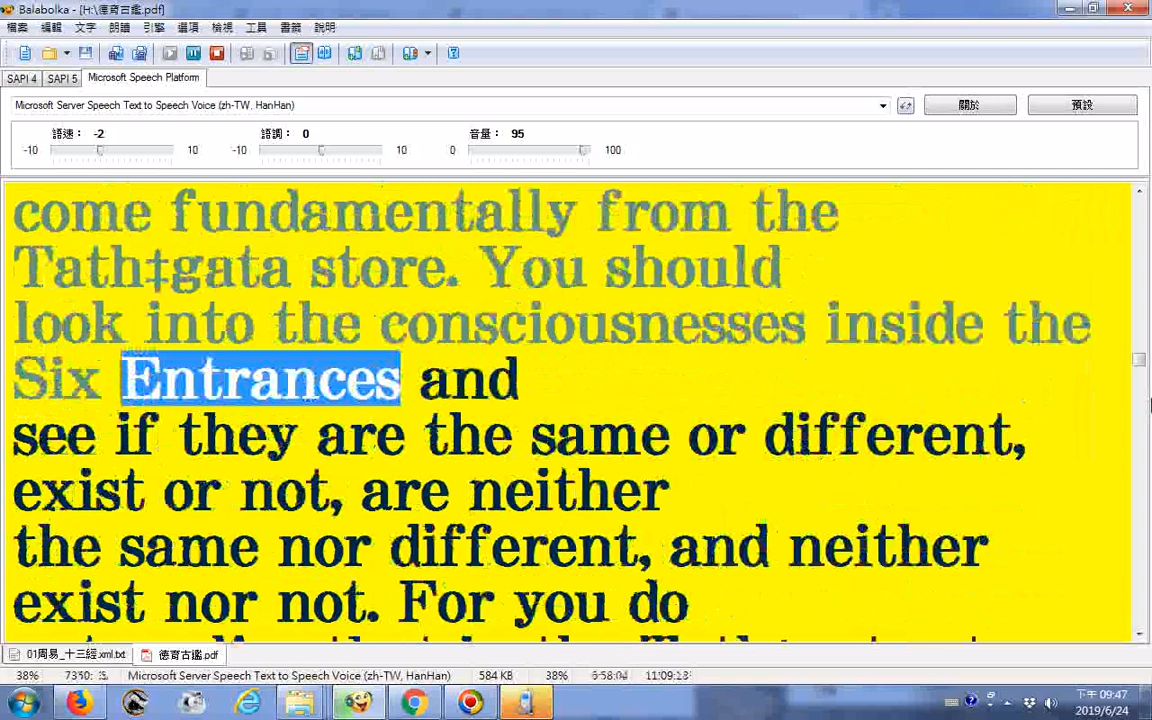 Balabolka - [H:\德育古鑑.pdf]
檔案 編輯 文字 朗讀 引擎 選項 檢視 工具 書籤 說明
SAPI 4 SAPI 5 Microsoft Speech Platform
Microsoft Server Speech Text to Speech Voice (zh-TW, HanHan) 關於 預設
語速： -2 語調： 0 音量： 95
-10 10 -10 10 0 100
come fundamentally from the
Tath‡gata store. You should
look into the consciousnesses inside the
Six Entrances and
see if they are the same or different,
exist or not, are neither
the same nor different, and neither
exist nor not. For you do
01周易_十三經.xml.txt 德育古鑑.pdf
38% Microsoft Server Speech Text to Speech Voice (zh-TW, HanHan) 584 KB 38%
下午 09:47
2019/6/24